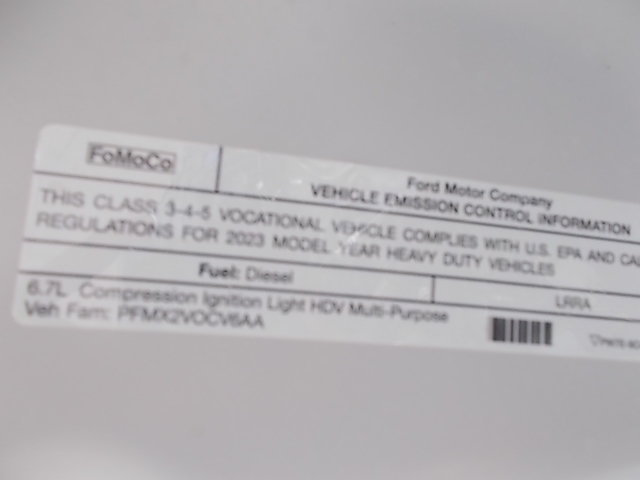 FoMoCo
Ford Motor Company
VEHICLE EMISSION CONTROL INFORMATION
THIS CLASS 3-4-5 VOCATIONAL VEHICLE COMPLIES WITH U.S. EPA AND
REGULATIONS FOR 2023 MODEL YEAR HEAVY DUTY VEHICLES
Fuel: Diesel
LRRA
6.7L Compression Ignition Light HDV Multi-Purpose
Veh Fam: PFMX2VOCV6AA